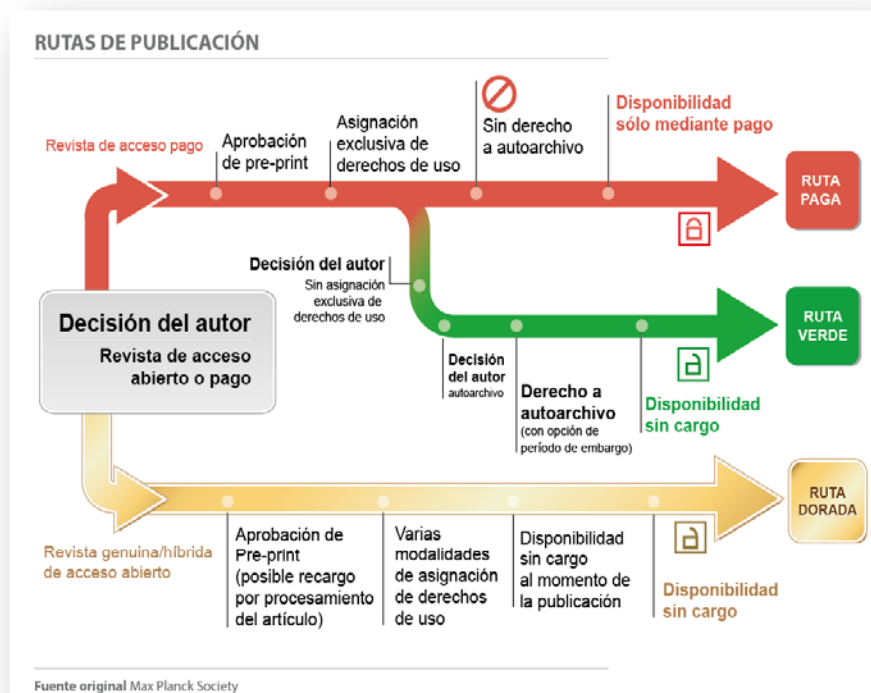 RUTAS DE PUBLICACIÓN
Revista de acceso pago
Aprobación
de pre-print
Asignación
exclusiva de
derechos de uso
Sin derecho
a autoarchivo
Disponibilidad
sólo mediante pago
RUTA
PAGA
Decisión del autor
Revista de acceso
abierto o pago
Decisión del autor
Sin asignación
exclusiva de
derechos de uso
Decisión
del autor
autoarchivo
Derecho a
autoarchivo
(con opción de
período de embargo)
Disponibilidad
sin cargo
RUTA
VERDE
Revista genuina/híbrida
de acceso abierto
Aprobación de
Pre-print
(posible recargo
por procesamiento
del artículo)
Varias
modalidades
de asignación
de derechos
de uso
Disponibilidad
sin cargo
al momento de
la publicación
Disponibilidad
sin cargo
RUTA
DORADA
Fuente original Max Planck Society